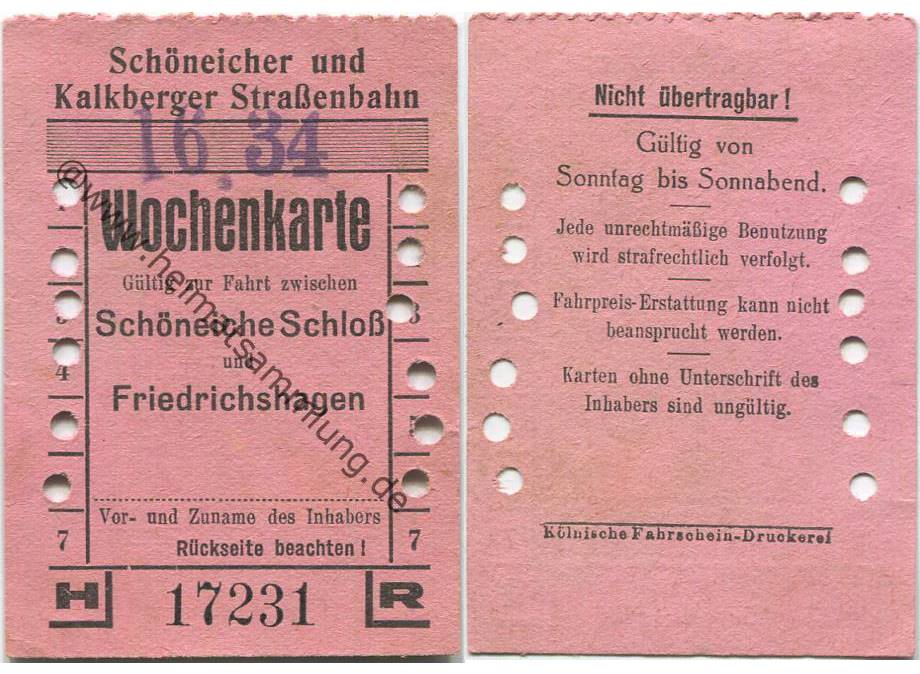 Schöneicher und
Kalkberger Straßenbahn
16.34
Wochenkarte
Gültig zur Fahrt zwischen
Schöneiche Schloß
und
Friedrichshagen
3
4
7
7
Vor- und Zuname des Inhabers
Rückseite beachten!
H 17231 R
@www.heimatsammlung.de
Nicht übertragbar!
Gültig von
Sonntag bis Sonnabend.
Jede unrechtmäßige Benutzung
wird strafrechtlich verfolgt.
Fahrpreis-Erstattung kann nicht
beansprucht werden.
Karten ohne Unterschrift des
Inhabers sind ungültig.
Kölnische Fahrschein-Druckerei